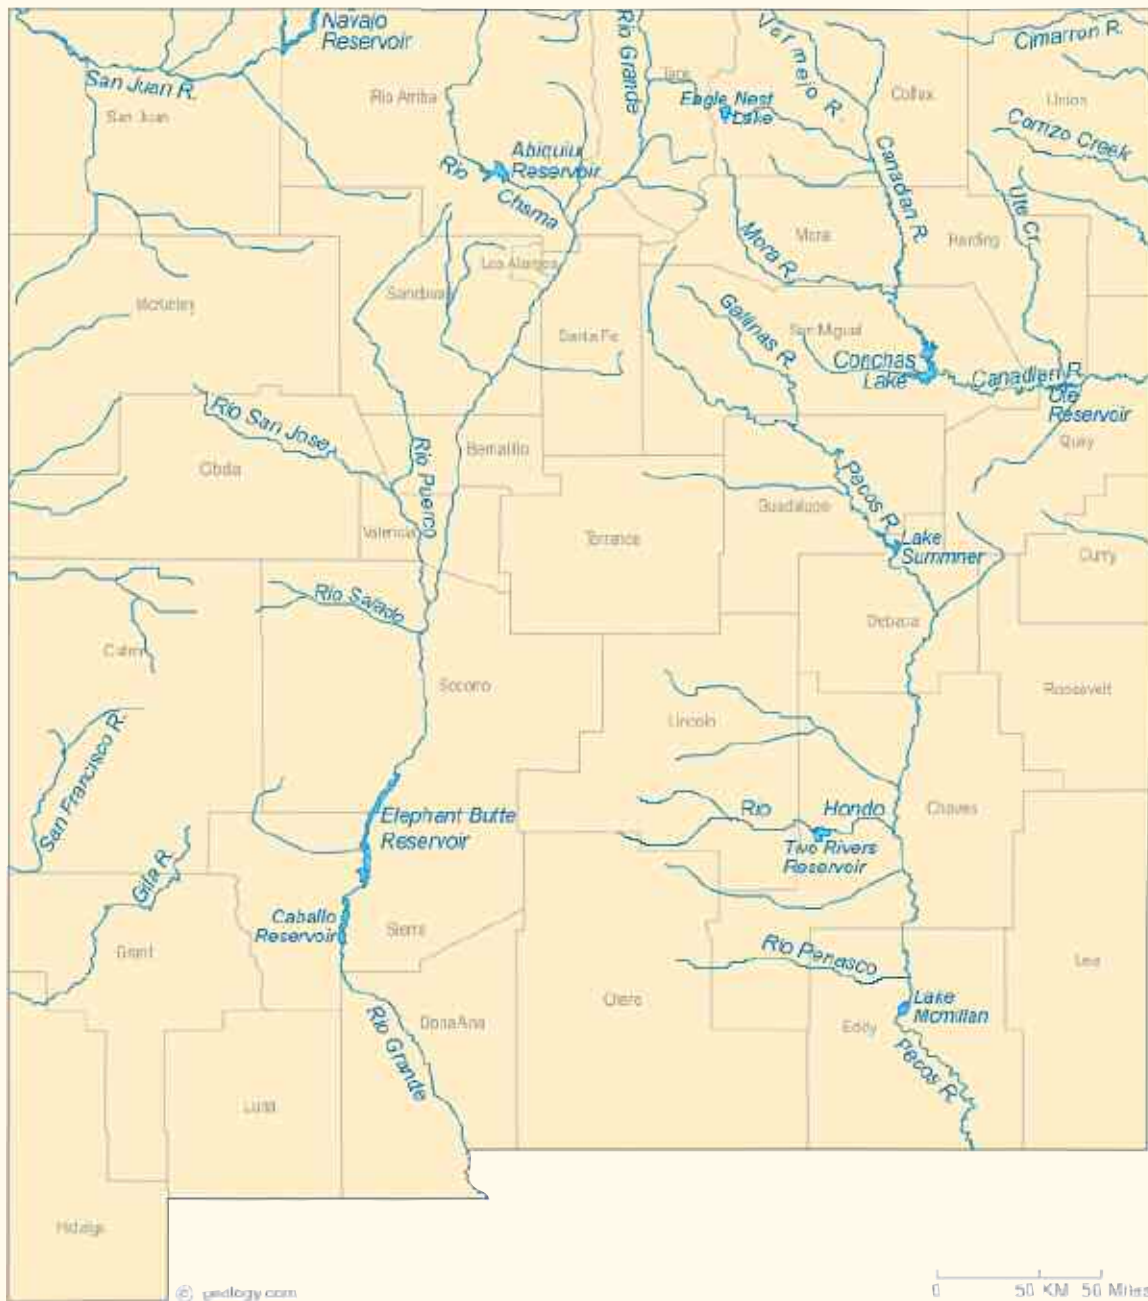 Navajo
Reservoir
San Juan R.
San Juan
Rio Arriba
Rio Grande
Taos
Eagle Nest
Lake
Vermejo R.
Colfax
Cimarron R.
Union
Corrizo Creek
Abiquiu
Reservoir
Rio
Chama
Canadian R.
Ute Cr.
Mora
Harding
Mora R.
Los Alamos
Sandoval
McKinley
Santa Fe
Gallinas R.
San Miguel
Conchas
Lake
Canadian R.
Ute
Reservoir
Rio San Jose
Cibola
Rio Puerco
Bernalillo
Quay
Pecos R.
Guadalupe
Valencia
Torrance
Lake
Summner
Curry
Rio Salado
Debaca
Catron
Socorro
Roosevelt
Lincoln
San Francisco R.
Elephant Butte
Reservoir
Rio
Hondo
Chaves
Two Rivers
Reservoir
Gila R.
Caballo
Reservoir
Sierra
Grant
Rio Penasco
Lea
Otero
Lake
Mcmillan
Eddy
Dona Ana
Rio Grande
Pecos R.
Luna
Hidalgo
© geology.com
0 50 KM 50 Miles